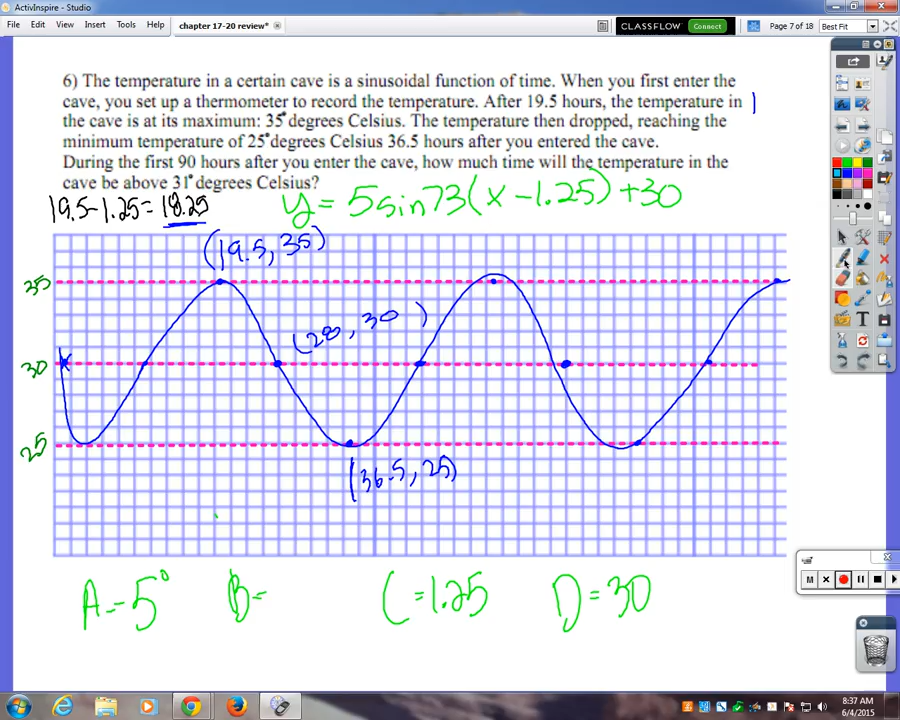 ActivInspire - Studio
File Edit View Insert Tools Help
chapter 17-20 review*
CLASSFLOW Connect
Page 7 of 18
Best Fit
6) The temperature in a certain cave is a sinusoidal function of time. When you first enter the
cave, you set up a thermometer to record the temperature. After 19.5 hours, the temperature in
the cave is at its maximum: 35° degrees Celsius. The temperature then dropped, reaching the
minimum temperature of 25° degrees Celsius 36.5 hours after you entered the cave.
During the first 90 hours after you enter the cave, how much time will the temperature in the
cave be above 31° degrees Celsius?
19.5-1.25=18.25
y = 5sin73(x-1.25)+30
(19.5, 35)
35
(28, 30)
30
25
(36.5, 25)
A=5°
B=
C=1.25
D=30
M
8:37 AM
6/4/2015